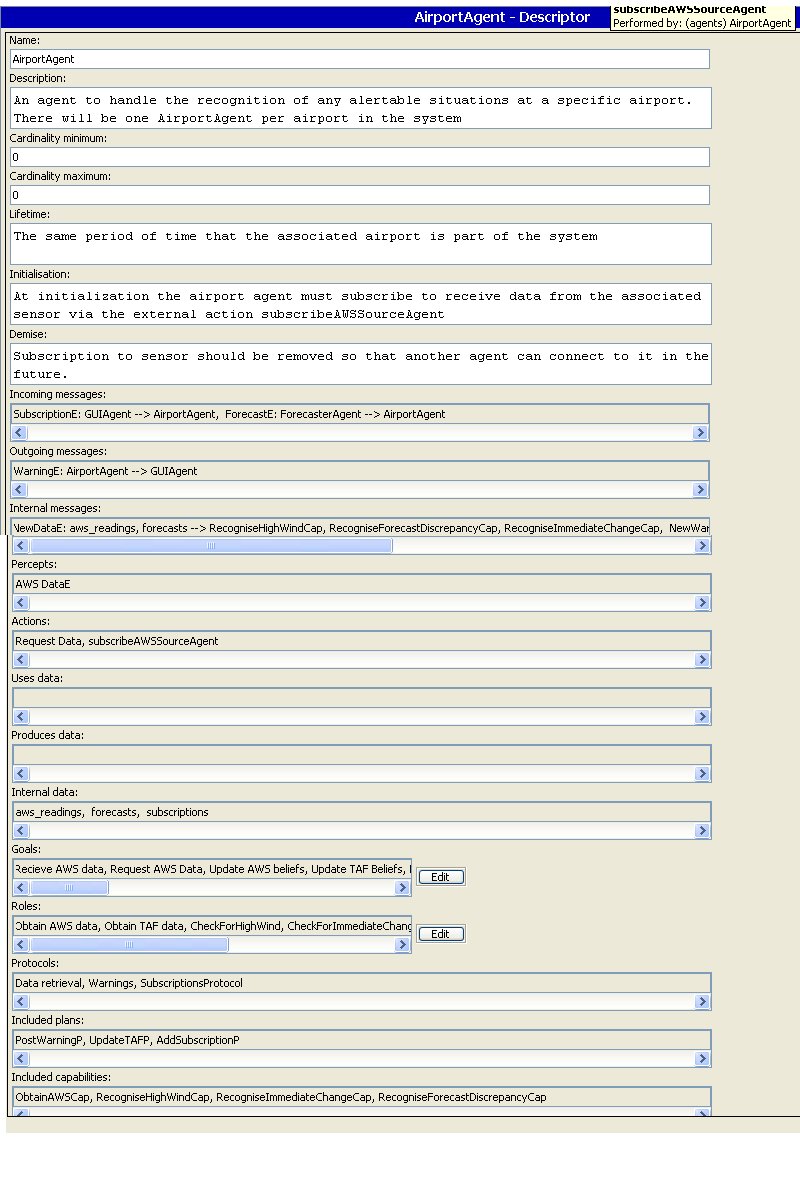 AirportAgent - Descriptor
subscribeAWSSourceAgent
Performed by: (agents) AirportAgent
Name:
AirportAgent
Description:
An agent to handle the recognition of any alertable situations at a specific airport.
There will be one AirportAgent per airport in the system
Cardinality minimum:
0
Cardinality maximum:
0
Lifetime:
The same period of time that the associated airport is part of the system
Initialisation:
At initialization the airport agent must subscribe to receive data from the associated
sensor via the external action subscribeAWSSourceAgent
Demise:
Subscription to sensor should be removed so that another agent can connect to it in the
future.
Incoming messages:
SubscriptionE: GUIAgent --> AirportAgent, ForecastE: ForecasterAgent --> AirportAgent
Outgoing messages:
WarningE: AirportAgent --> GUIAgent
Internal messages:
NewDataE: aws_readings, forecasts --> RecogniseHighWindCap, RecogniseForecastDiscrepancyCap, RecogniseImmediateChangeCap, NewWar
Percepts:
AWS DataE
Actions:
Request Data, subscribeAWSSourceAgent
Uses data:
Produces data:
Internal data:
aws_readings, forecasts, subscriptions
Goals:
Recieve AWS data, Request AWS Data, Update AWS beliefs, Update TAF Beliefs,
Edit
Roles:
Obtain AWS data, Obtain TAF data, CheckForHighWind, CheckForImmediateChang
Edit
Protocols:
Data retrieval, Warnings, SubscriptionsProtocol
Included plans:
PostWarningP, UpdateTAFP, AddSubscriptionP
Included capabilities:
ObtainAWSCap, RecogniseHighWindCap, RecogniseImmediateChangeCap, RecogniseForecastDiscrepancyCap